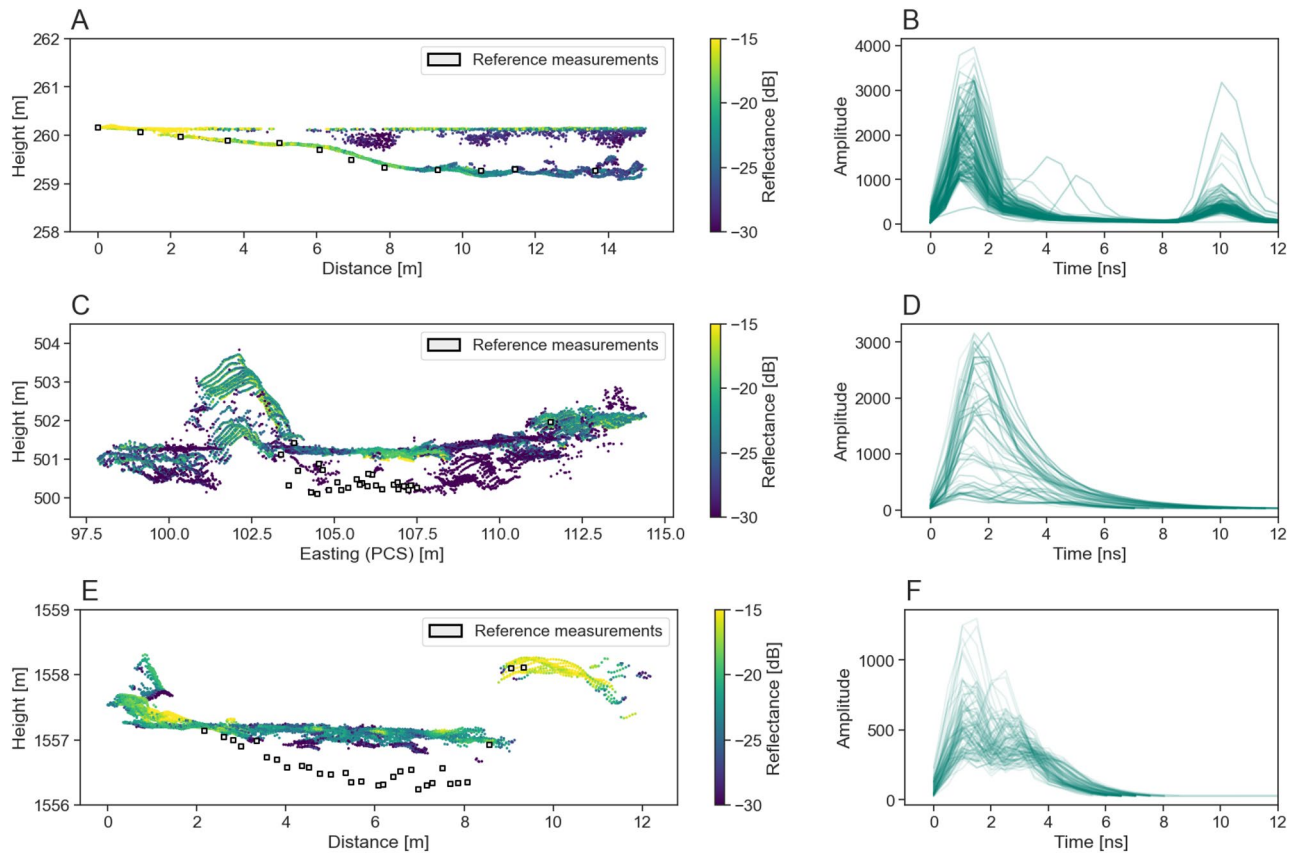 A
262
261
260
259
258
Height [m]
Reference measurements
0 2 4 6 8 10 12 14
Distance [m]
−15
−20
−25
−30
Reflectance [dB]
B
4000
3000
2000
1000
0
Amplitude
0 2 4 6 8 10 12
Time [ns]
C
504
503
502
501
500
Height [m]
Reference measurements
97.5 100.0 102.5 105.0 107.5 110.0 112.5 115.0
Easting (PCS) [m]
−15
−20
−25
−30
Reflectance [dB]
D
3000
2000
1000
0
Amplitude
0 2 4 6 8 10 12
Time [ns]
E
1559
1558
1557
1556
Height [m]
Reference measurements
0 2 4 6 8 10 12
Distance [m]
−15
−20
−25
−30
Reflectance [dB]
F
1000
500
0
Amplitude
0 2 4 6 8 10 12
Time [ns]